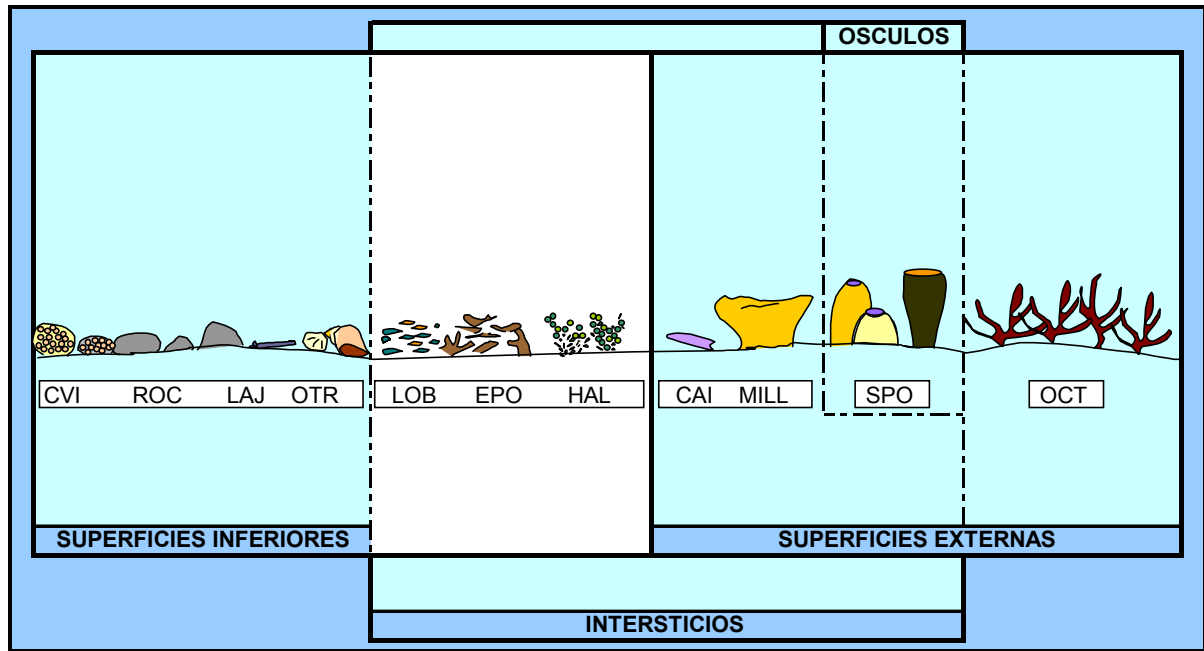 OSCULOS
CVI ROC LAJ OTR LOB EPO HAL CAI MILL SPO OCT
SUPERFICIES INFERIORES SUPERFICIES EXTERNAS
INTERSTICIOS